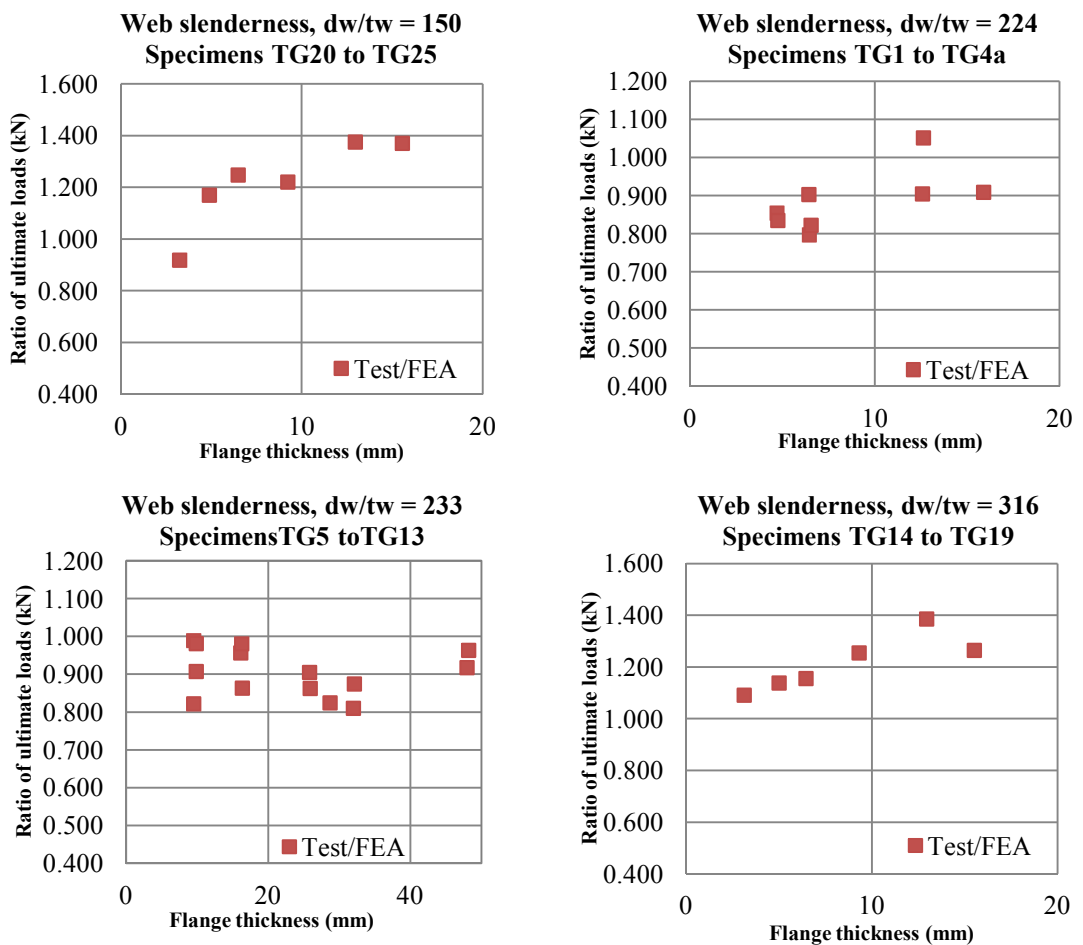 Web slenderness, dw/tw = 150
Specimens TG20 to TG25
Ratio of ultimate loads (kN)
1.600
1.400
1.200
1.000
0.800
0.600
0.400
Test/FEA
0
10
20
Flange thickness (mm)
Web slenderness, dw/tw = 224
Specimens TG1 to TG4a
Ratio of ultimate loads (kN)
1.200
1.100
1.000
0.900
0.800
0.700
0.600
0.500
0.400
Test/FEA
0
10
20
Flange thickness (mm)
Web slenderness, dw/tw = 233
SpecimensTG5 toTG13
Ratio of ultimate loads (kN)
1.200
1.100
1.000
0.900
0.800
0.700
0.600
0.500
0.400
Test/FEA
0
20
40
Flange thickness (mm)
Web slenderness, dw/tw = 316
Specimens TG14 to TG19
Ratio of ultimate loads (kN)
1.600
1.400
1.200
1.000
0.800
0.600
0.400
Test/FEA
0
10
20
Flange thickness (mm)